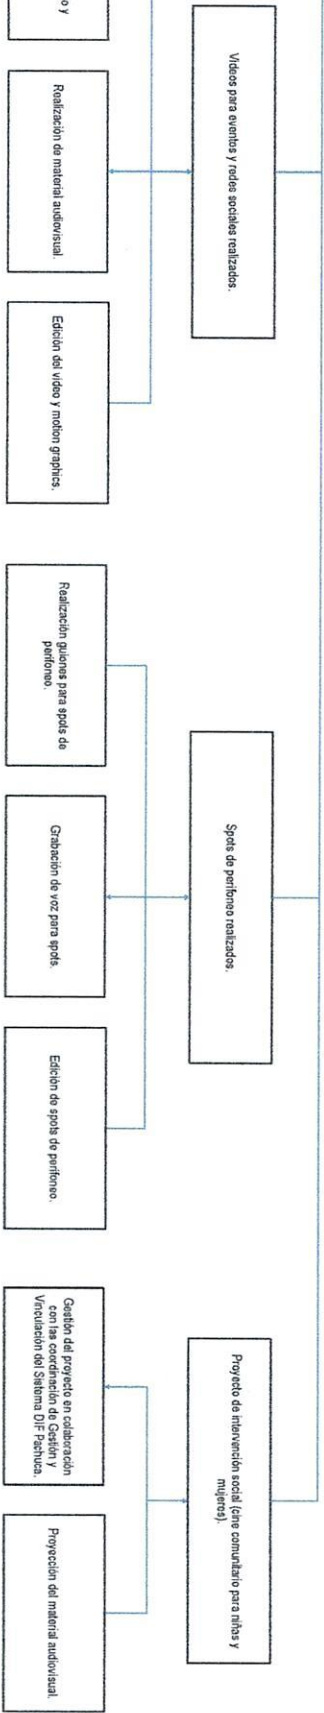 Videos para eventos y redes sociales realizados.
o y
Realización de material audiovisual.
Edición del video y motion graphics.
Spots de perifoneo realizados.
Realización guiones para spots de
perifoneo.
Grabación de voz para spots.
Edición de spots de perifoneo.
Proyecto de intervención social (cine comunitario para niñas y
mujeres).
Gestión del proyecto en colaboración
con las coordinación de Gestión y
Vinculación del Sistema DIF Pachuca.
Proyección del material audiovisual.